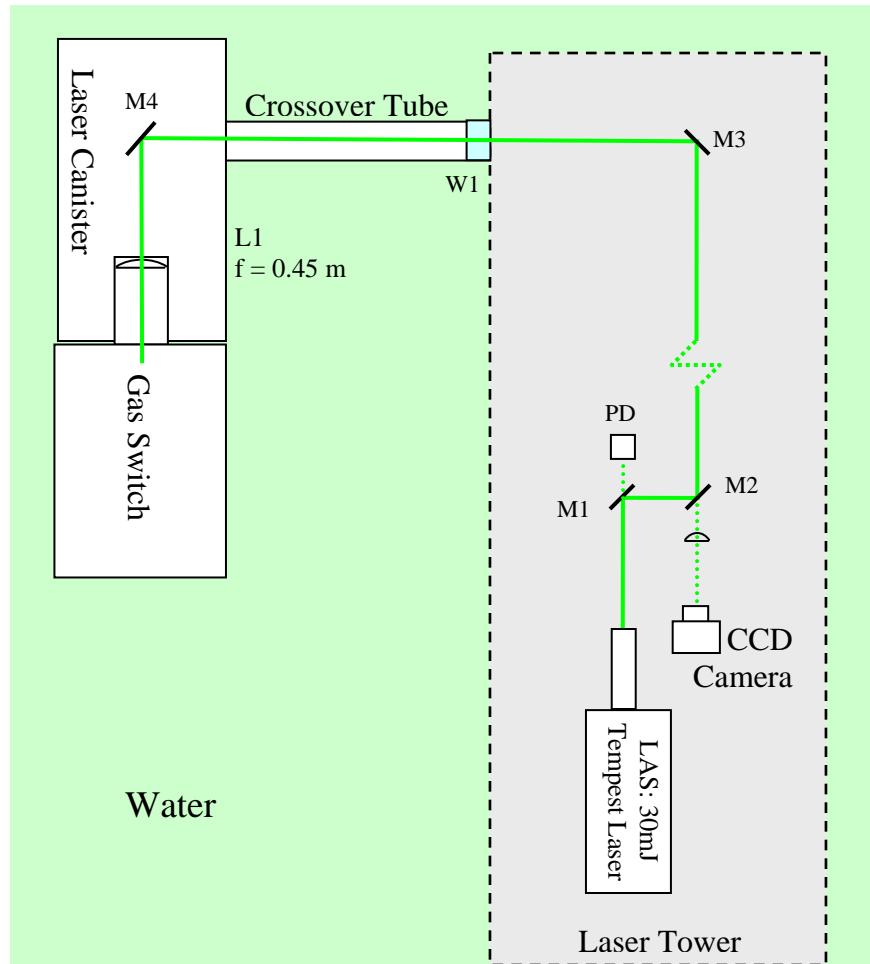 Laser Canister
M4
Crossover Tube
M3
W1
L1
f = 0.45 m
Gas Switch
PD
M1
M2
CCD
Camera
LAS: 30mJ
Tempest Laser
Water
Laser Tower